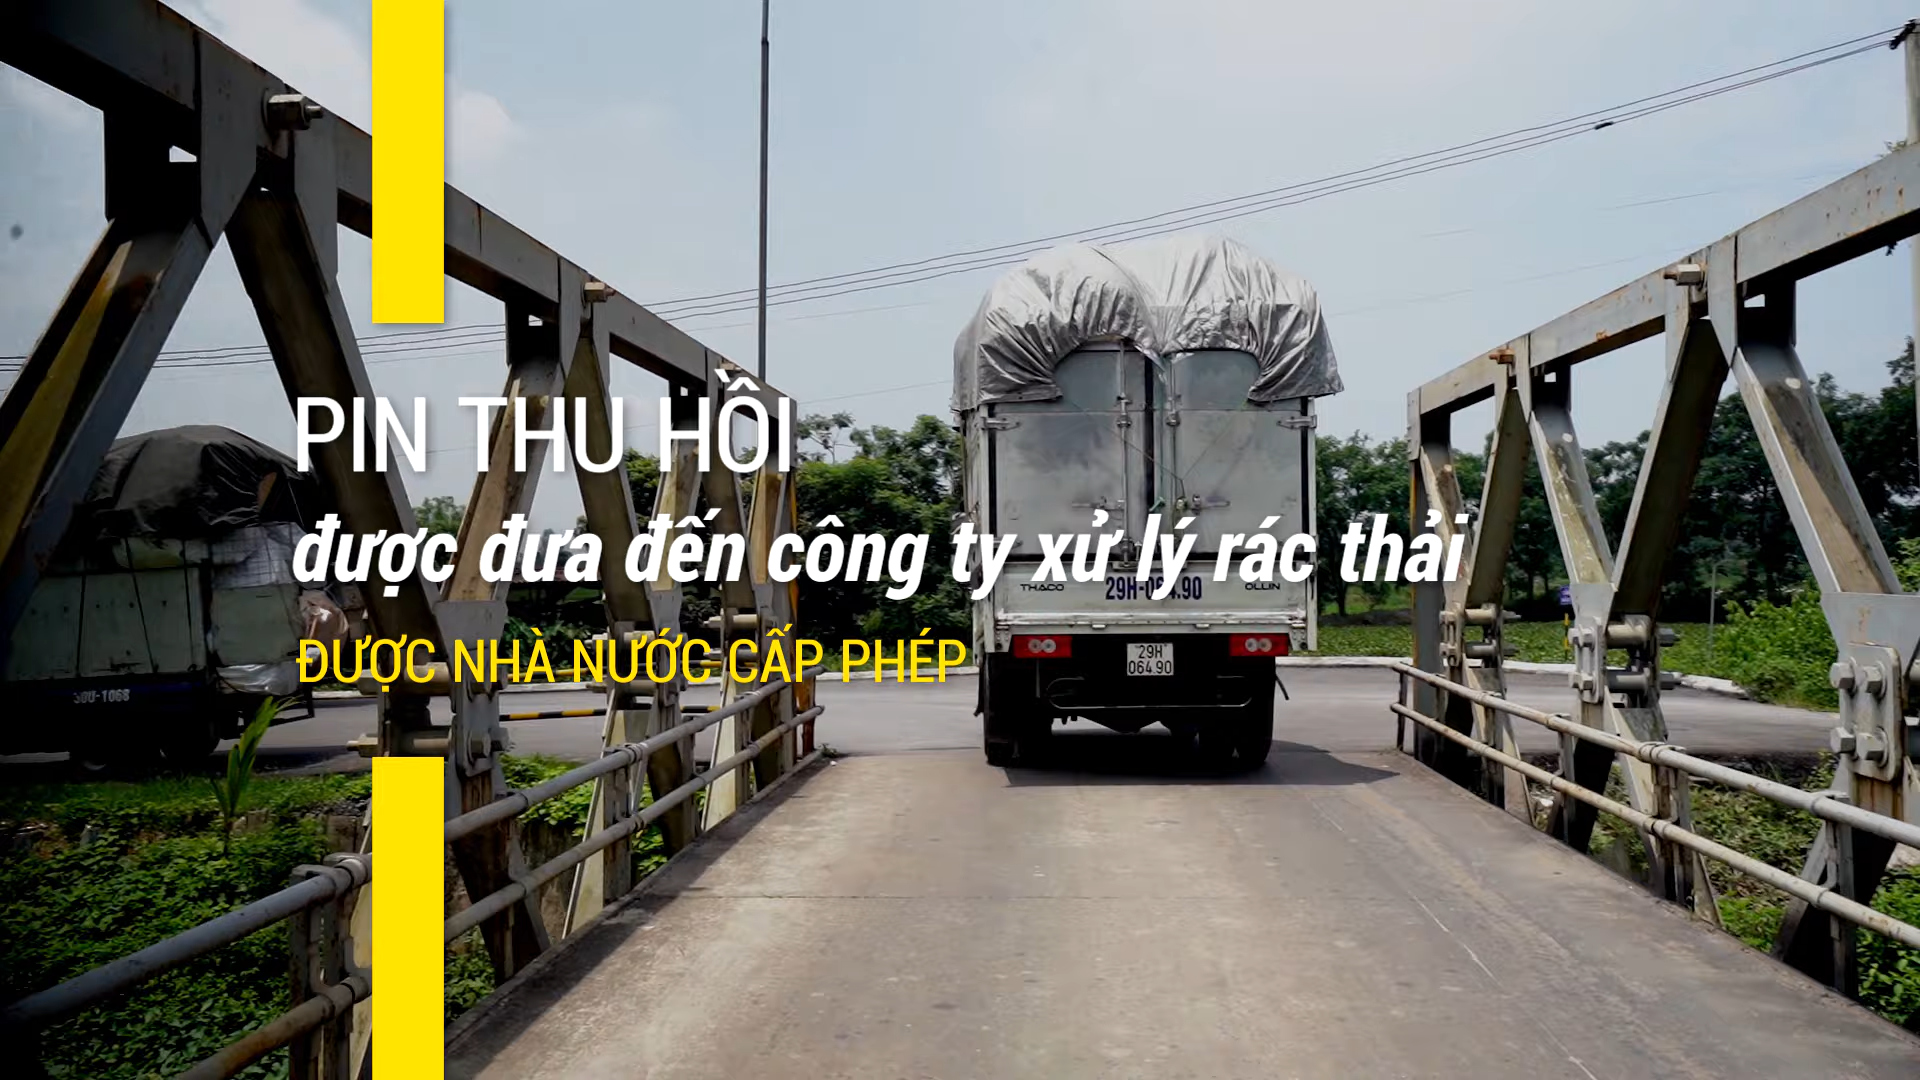 PIN THU HỒI
được đưa đến công ty xử lý rác thải
THACO
OLLIN
ĐƯỢC NHÀ NƯỚC CẤP PHÉP
29H
064.90